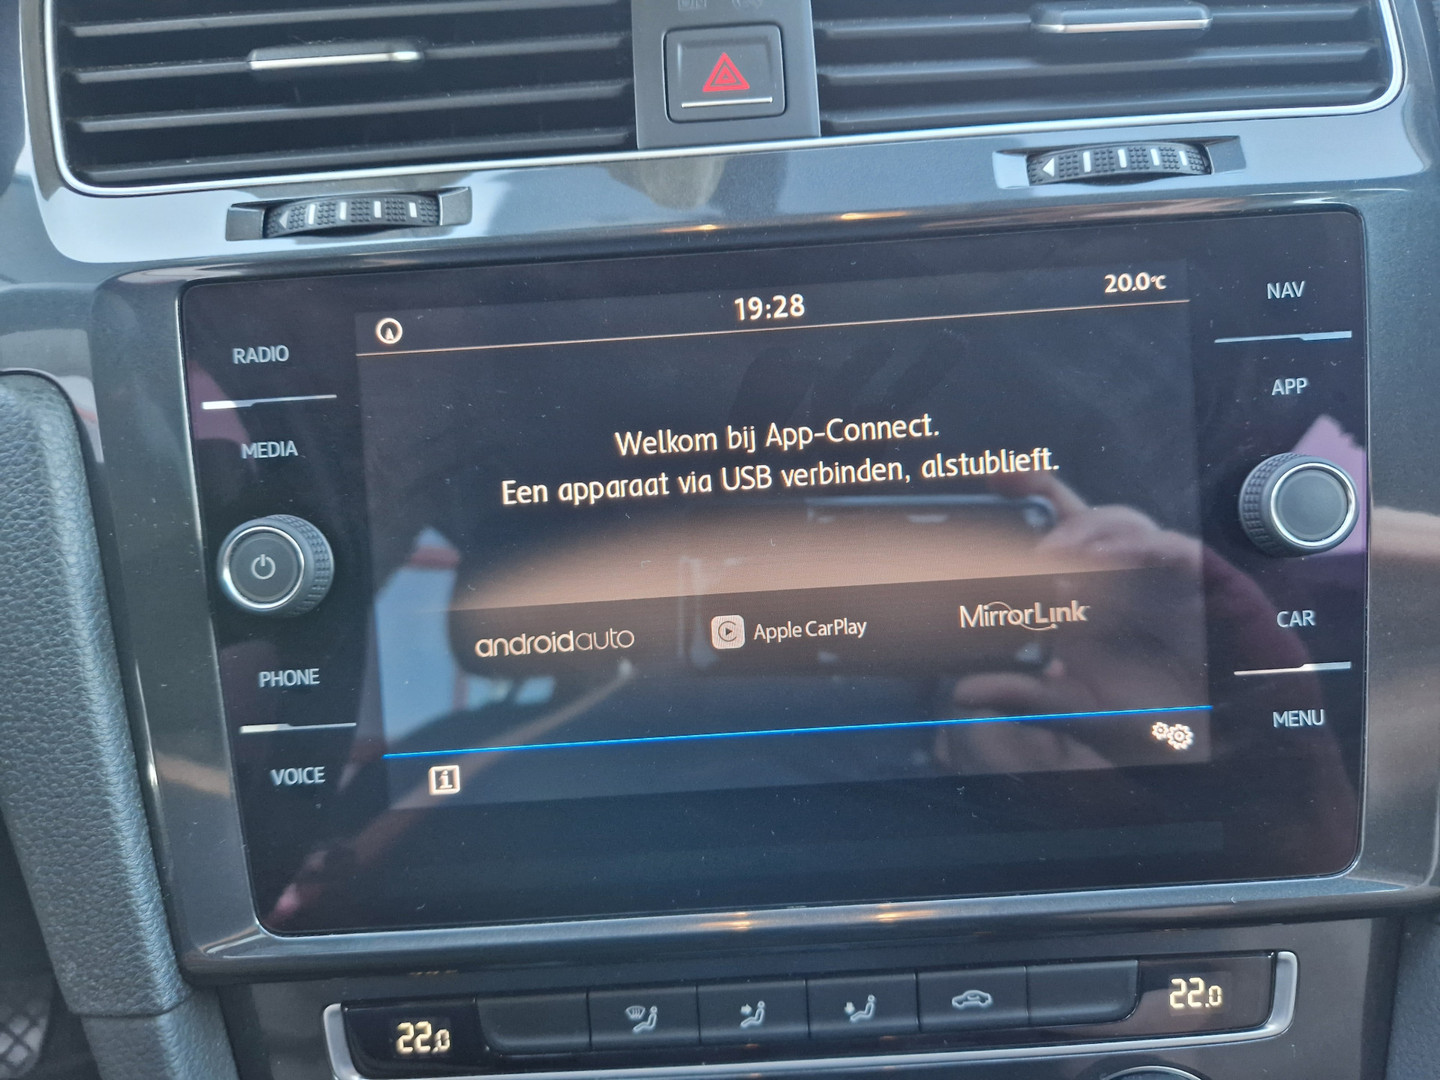 19:28
20.0°C
RADIO
MEDIA
PHONE
VOICE
Welkom bij App-Connect.
Een apparaat via USB verbinden, alstublieft.
androidauto
Apple CarPlay
MirrorLink
i
NAV
APP
CAR
MENU
22.0
22.0